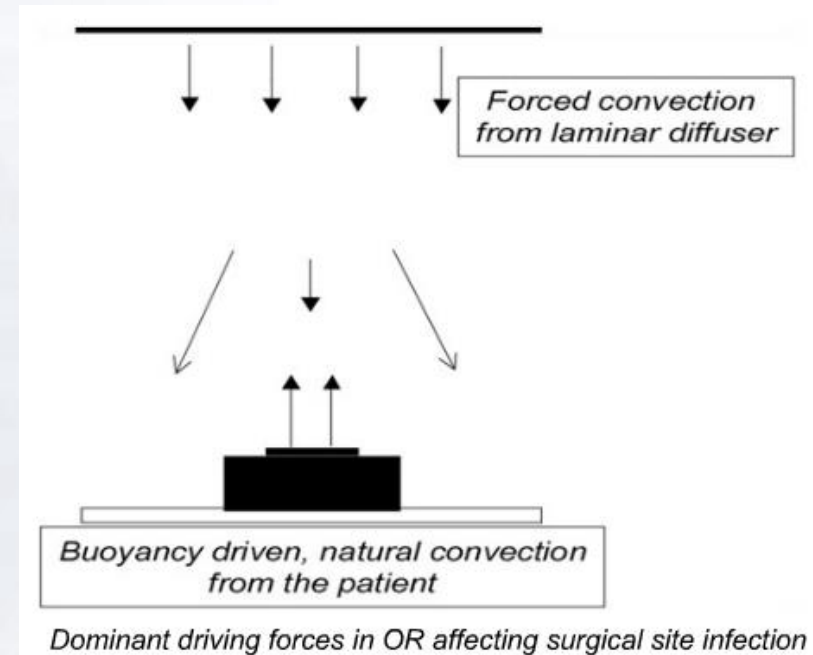 Forced convection
from laminar diffuser
Buoyancy driven, natural convection
from the patient
Dominant driving forces in OR affecting surgical site infection